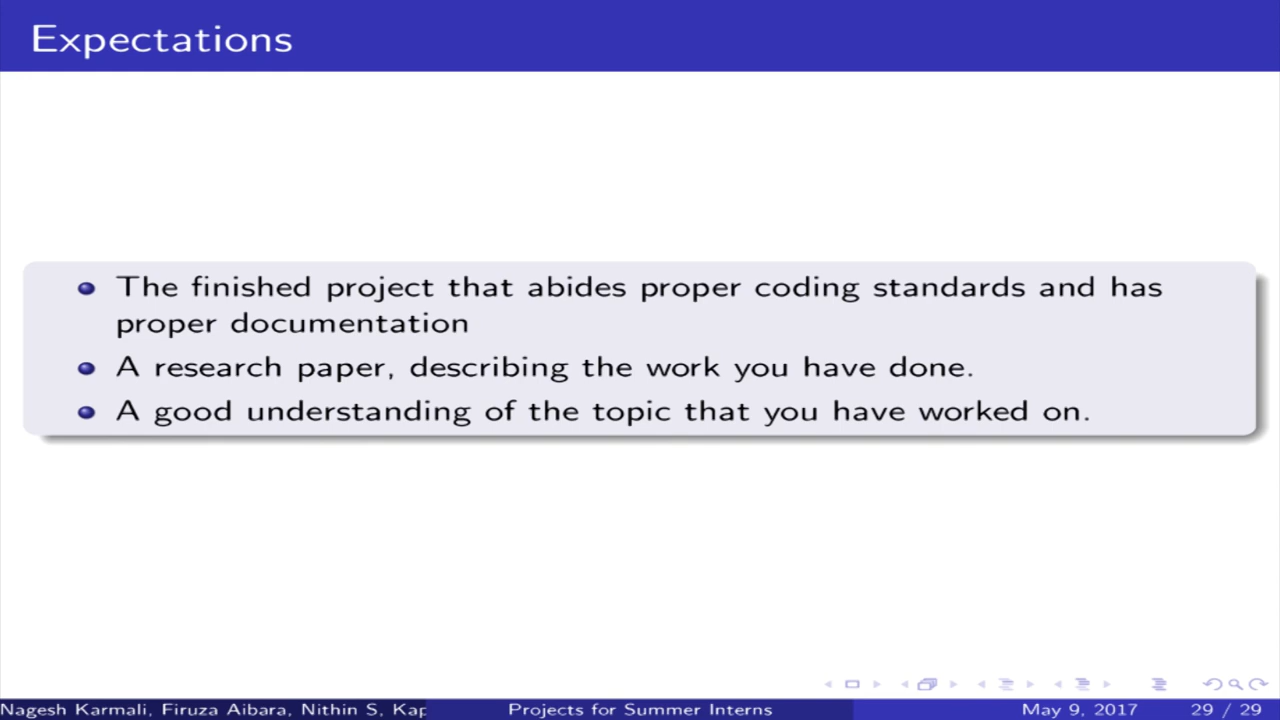 Expectations
The finished project that abides proper coding standards and has
proper documentation
A research paper, describing the work you have done.
A good understanding of the topic that you have worked on.
Nagesh Karmali, Firuza Aibara, Nithin S, Kap Projects for Summer Interns May 9, 2017 29 / 29